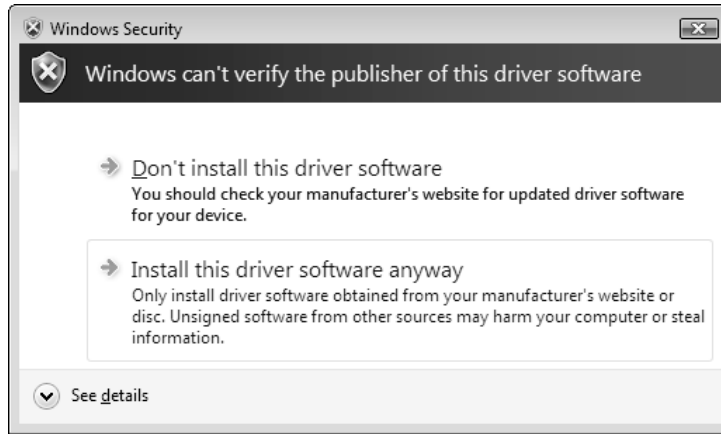 Windows Security
Windows can't verify the publisher of this driver software
Don't install this driver software
You should check your manufacturer's website for updated driver software
for your device.
Install this driver software anyway
Only install driver software obtained from your manufacturer's website or
disc. Unsigned software from other sources may harm your computer or steal
information.
See details